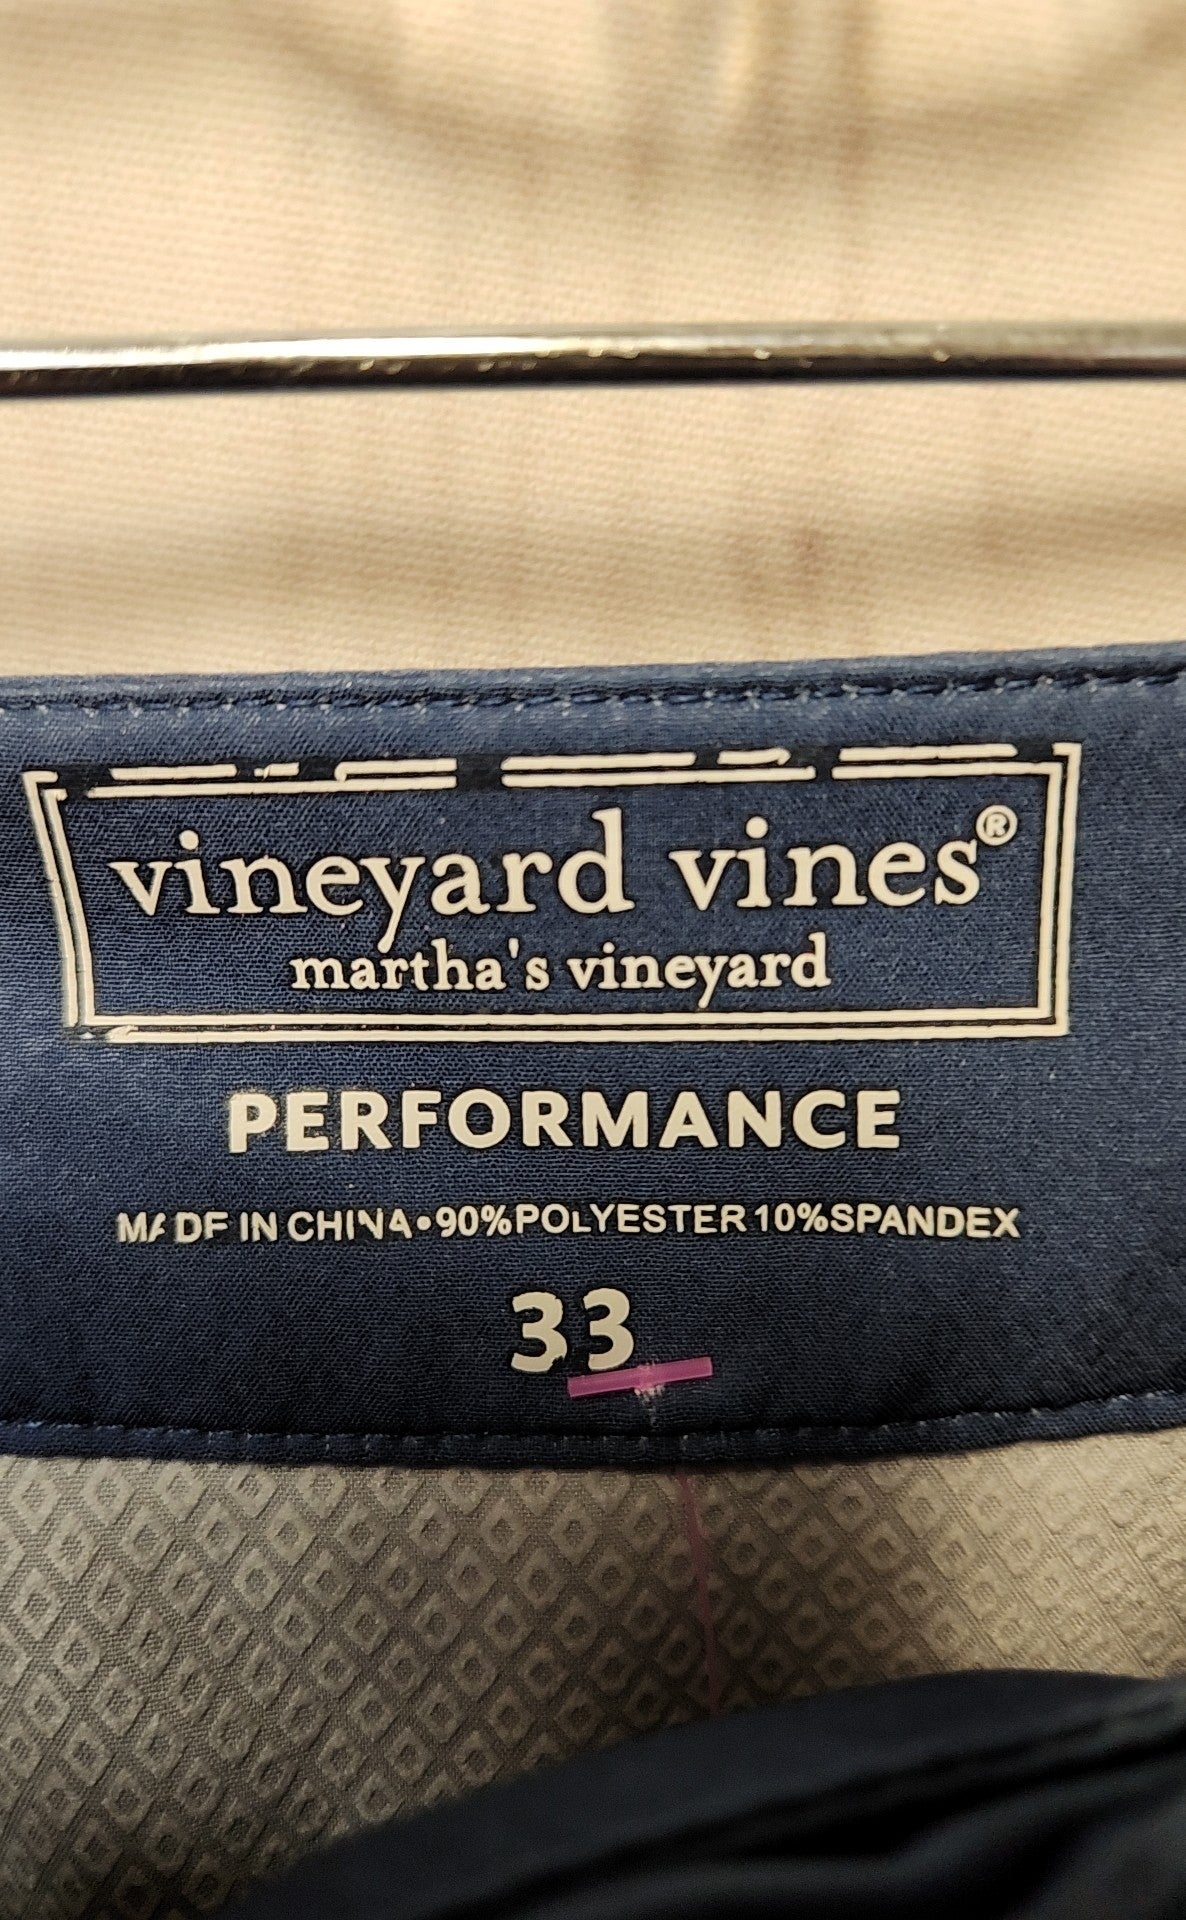 vineyard vines®
martha's vineyard
PERFORMANCE
MADE IN CHINA•90%POLYESTER 10%SPANDEX
33